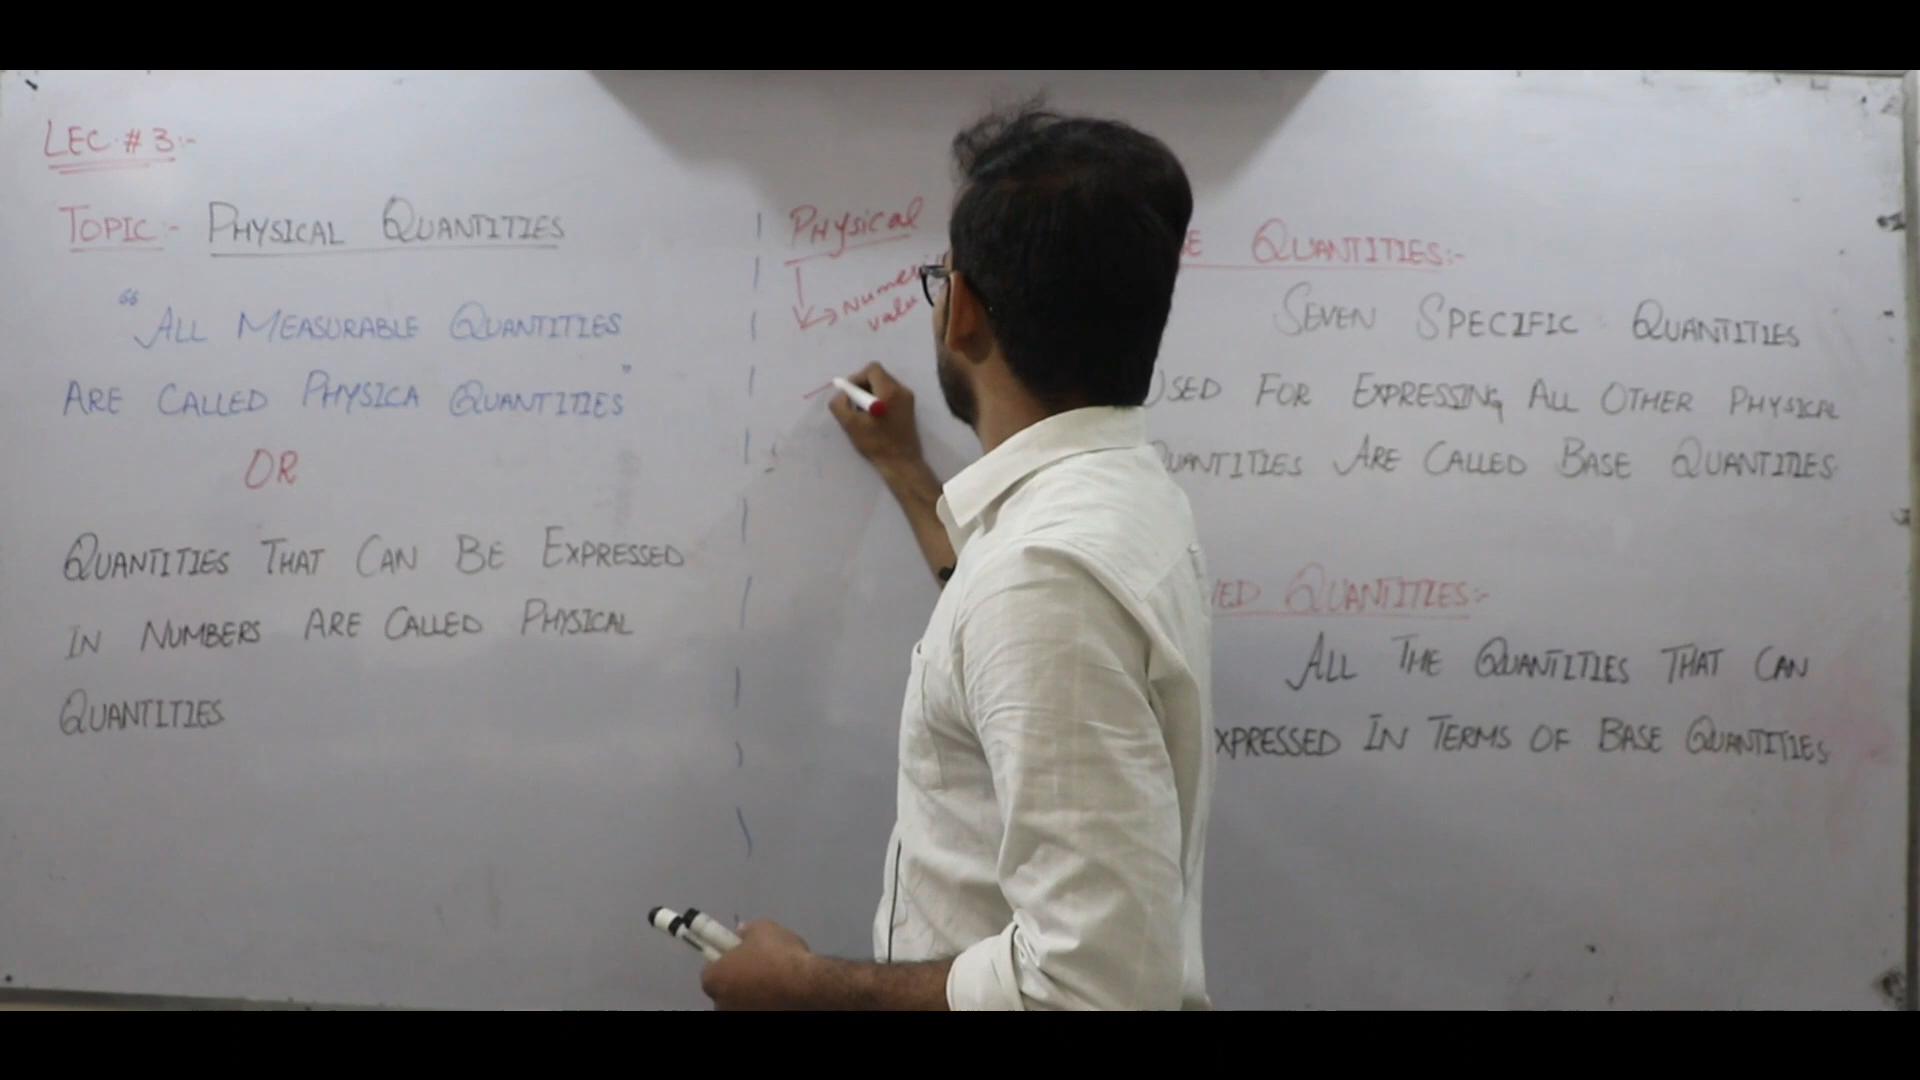 LEC # 3:-
TOPIC:- PHYSICAL QUANTITIES
"ALL MEASURABLE QUANTITIES
ARE CALLED PHYSICA QUANTITIES"
OR
QUANTITIES THAT CAN BE EXPRESSED
IN NUMBERS ARE CALLED PHYSICAL
QUANTITIES
Physical
QUANTITIES:-
SEVEN SPECIFIC QUANTITIES
USED FOR EXPRESSING ALL OTHER PHYSICAL
QUANTITIES ARE CALLED BASE QUANTITIES
QUANTITIES:-
ALL THE QUANTITIES THAT CAN
XPRESSED IN TERMS OF BASE QUANTITIES